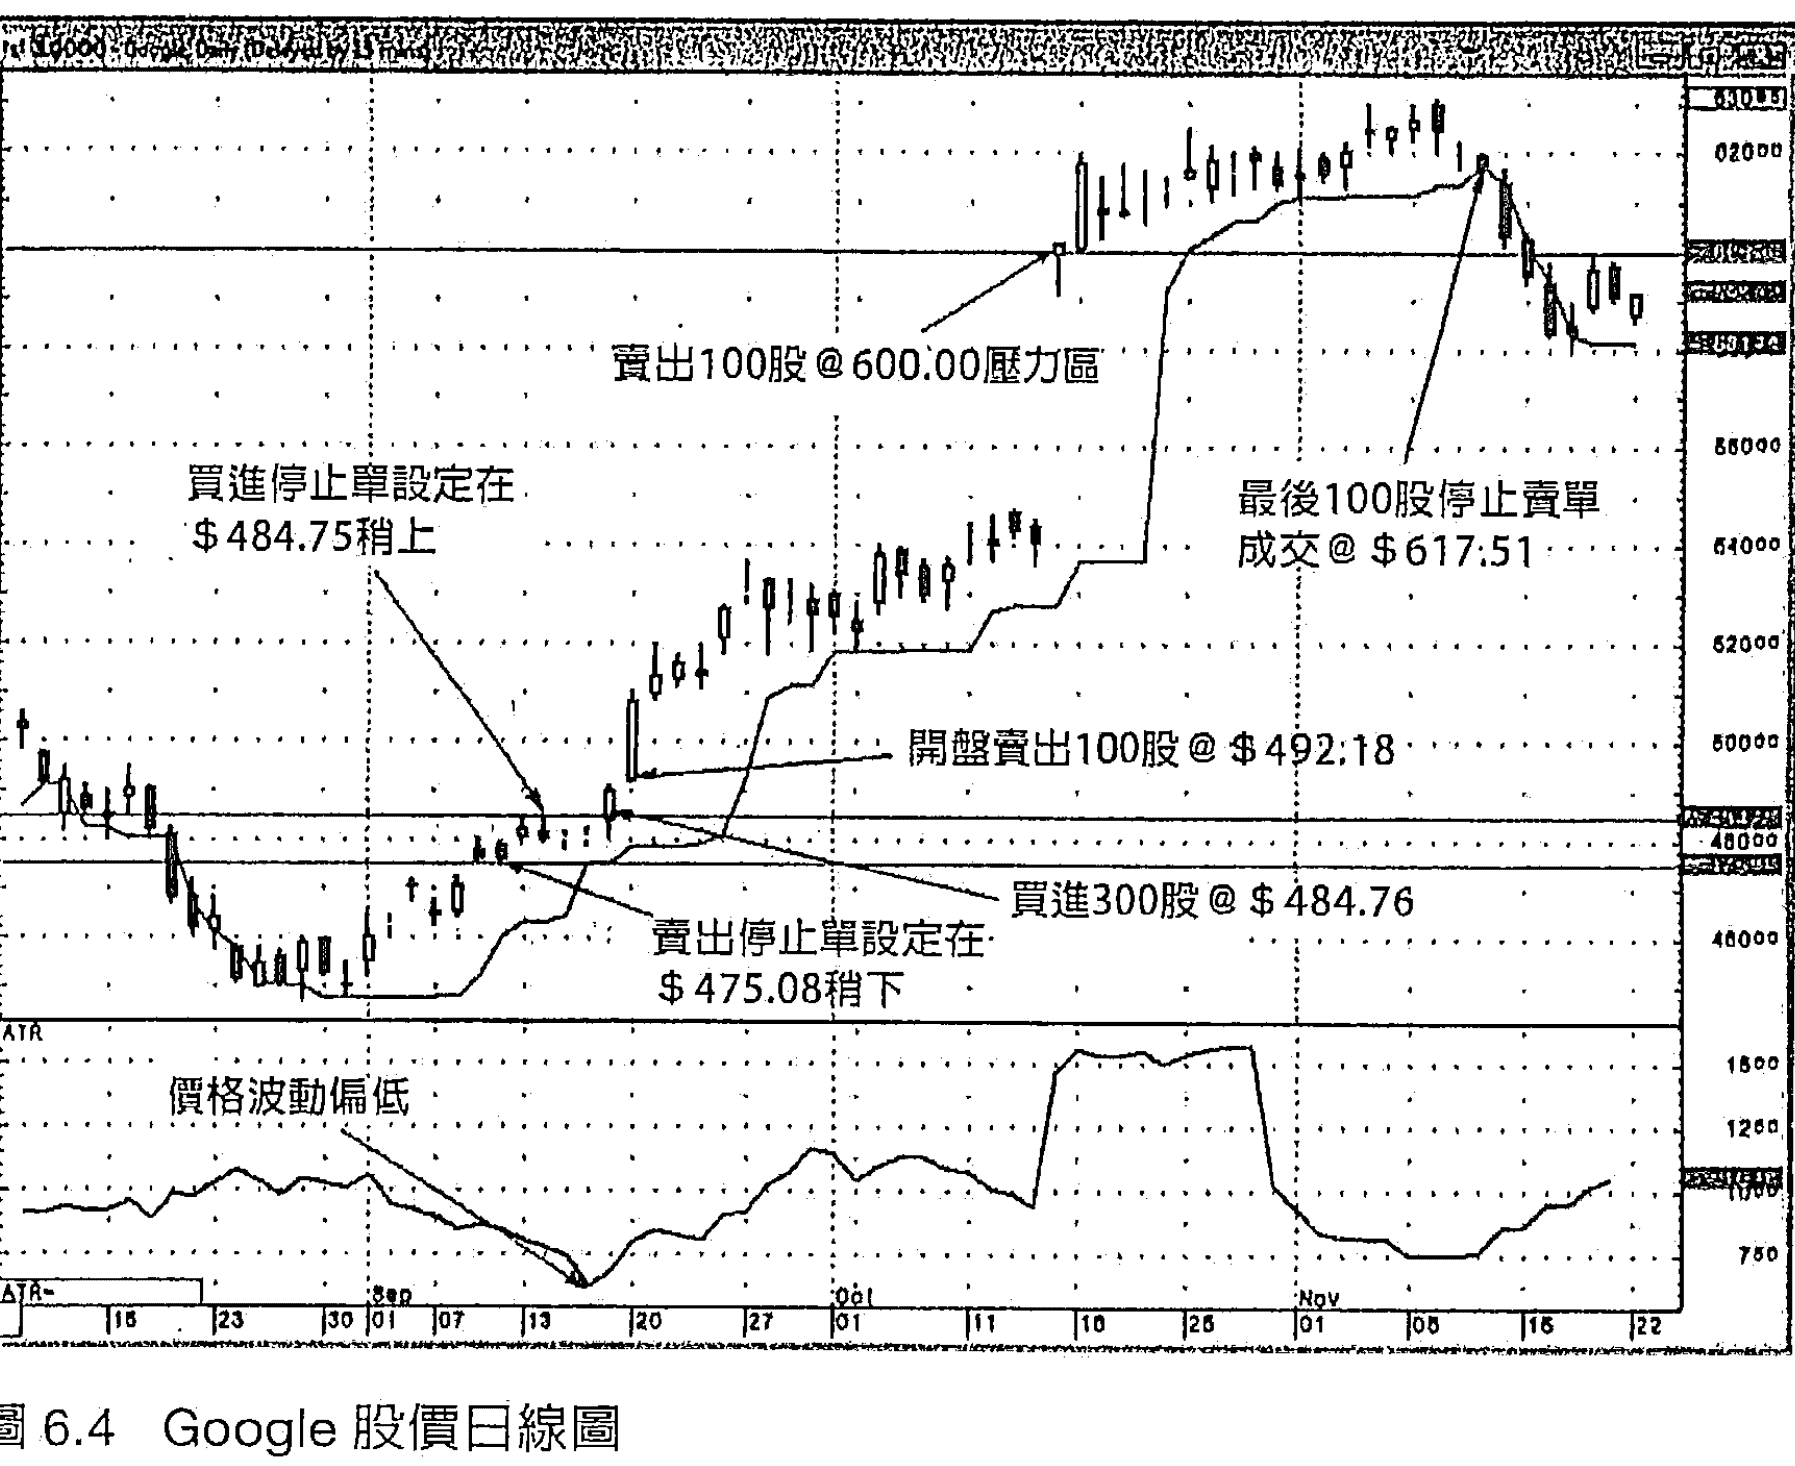 62000
賣出100股@600.00壓力區
買進停止單設定在
$484.75稍上
最後100股停止賣單
成交@$617.51
56000
54000
52000
開盤賣出100股@$492.18
50000
48000
買進300股@$484.76
賣出停止單設定在
$475.08稍下
46000
ATR
價格波動偏低
1500
1250
1000
750
ATR=
Sep Oct Nov
16 23 30 01 07 13 20 27 01 11 18 25 01 08 15 22
圖 6.4 Google 股價日線圖